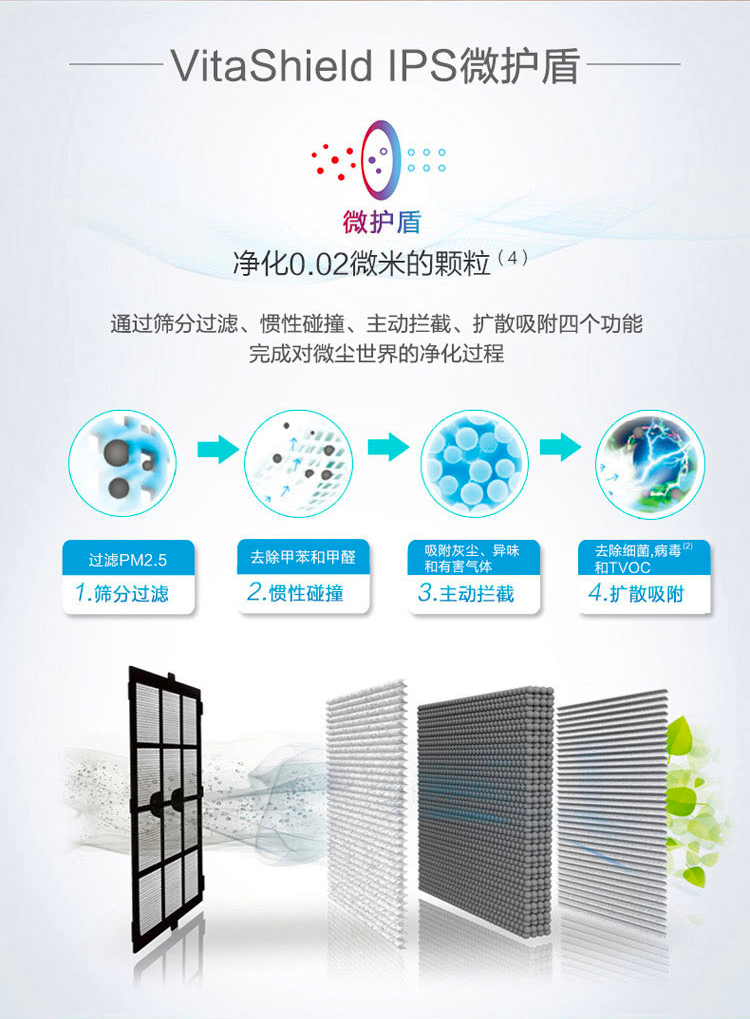 VitaShield IPS微护盾
微护盾
净化0.02微米的颗粒(4)
通过筛分过滤、惯性碰撞、主动拦截、扩散吸附四个功能
完成对微尘世界的净化过程
过滤PM2.5
1.筛分过滤
去除甲苯和甲醛
2.惯性碰撞
吸附灰尘、异味
和有害气体
3.主动拦截
去除细菌,病毒(2)
和TVOC
4.扩散吸附